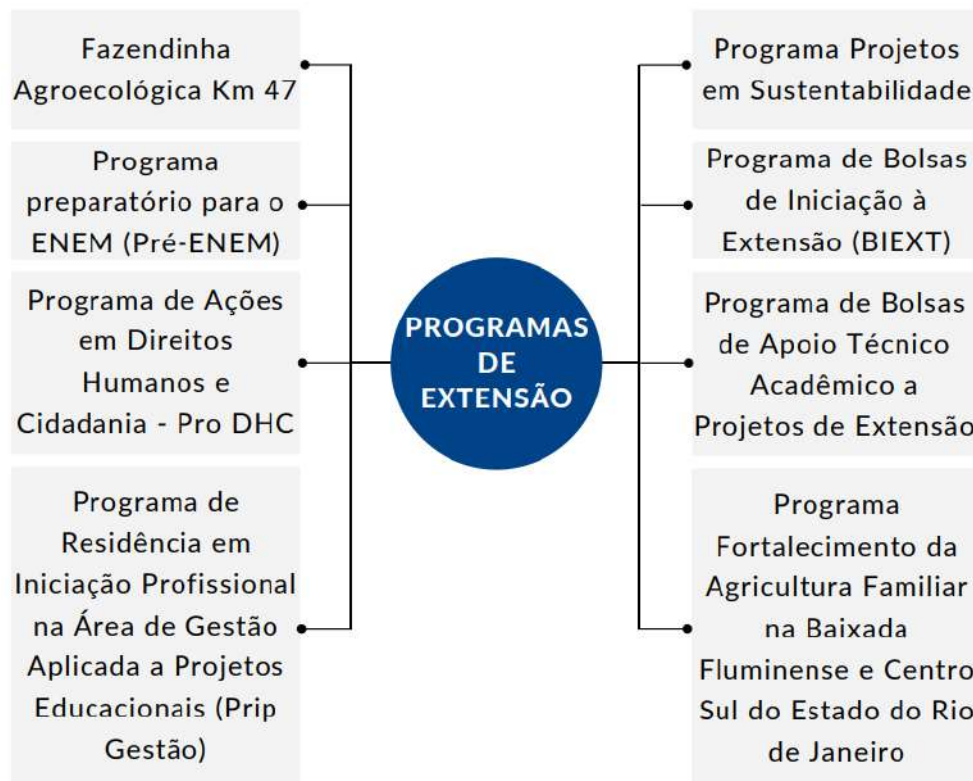 Fazendinha
Agroecológica Km 47
Programa
preparatório para o
ENEM (Pré-ENEM)
Programa de Ações
em Direitos
Humanos e
Cidadania - Pro DHC
Programa de
Residência em
Iniciação Profissional
na Área de Gestão
Aplicada a Projetos
Educacionais (Prip
Gestão)
PROGRAMAS
DE
EXTENSÃO
Programa Projetos
em Sustentabilidade
Programa de Bolsas
de Iniciação à
Extensão (BIEXT)
Programa de Bolsas
de Apoio Técnico
Acadêmico a
Projetos de Extensão
Programa
Fortalecimento da
Agricultura Familiar
na Baixada
Fluminense e Centro
Sul do Estado do Rio
de Janeiro